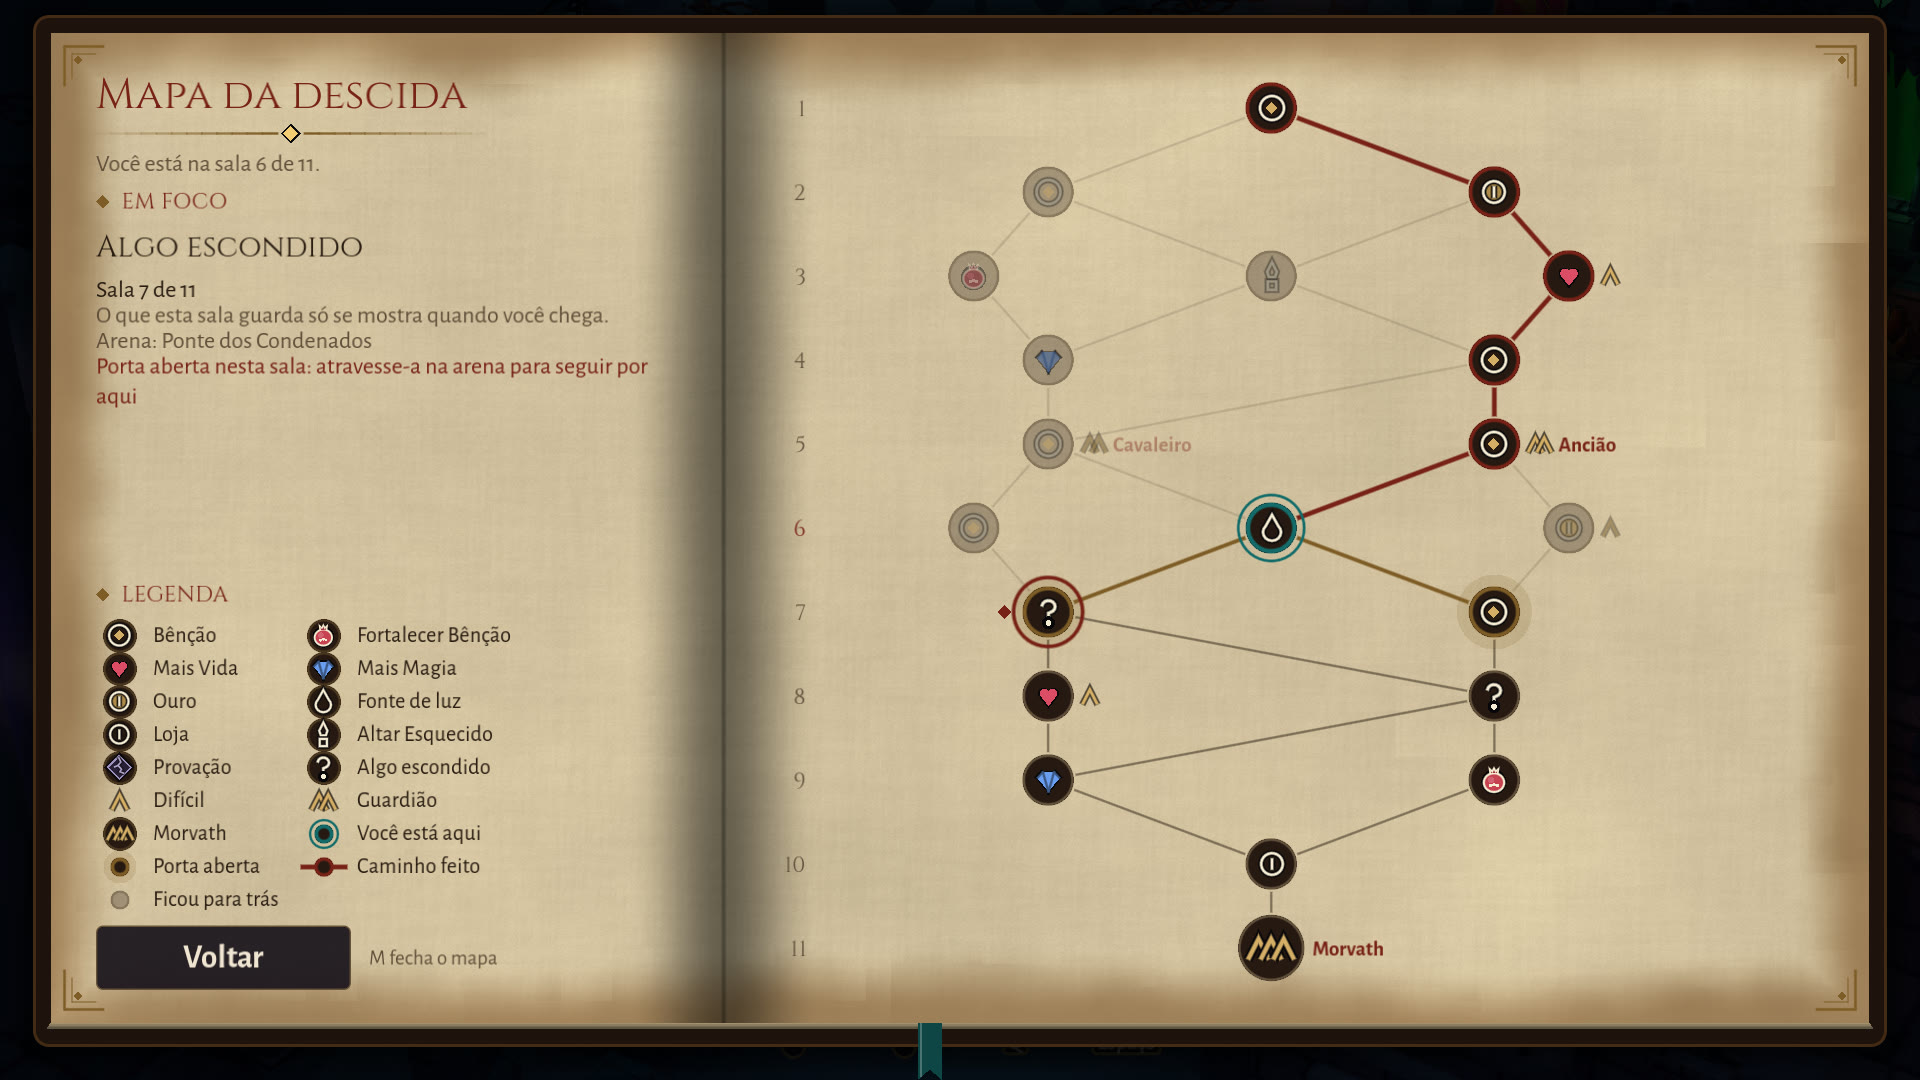 Mapa da descida
Você está na sala 6 de 11.
EM FOCO
Algo escondido
Sala 7 de 11
O que esta sala guarda só se mostra quando você chega.
Arena: Ponte dos Condenados
Porta aberta nesta sala: atravesse-a na arena para seguir por
aqui
LEGENDA
Bênção
Fortalecer Bênção
Mais Vida
Mais Magia
Ouro
Fonte de luz
Loja
Altar Esquecido
Provação
? Algo escondido
Difícil
Guardião
Morvath
Você está aqui
Porta aberta
Caminho feito
Ficou para trás
Voltar
M fecha o mapa
1
2
3
4
5
Cavaleiro
Ancião
6
7
?
8
?
9
10
11
Morvath